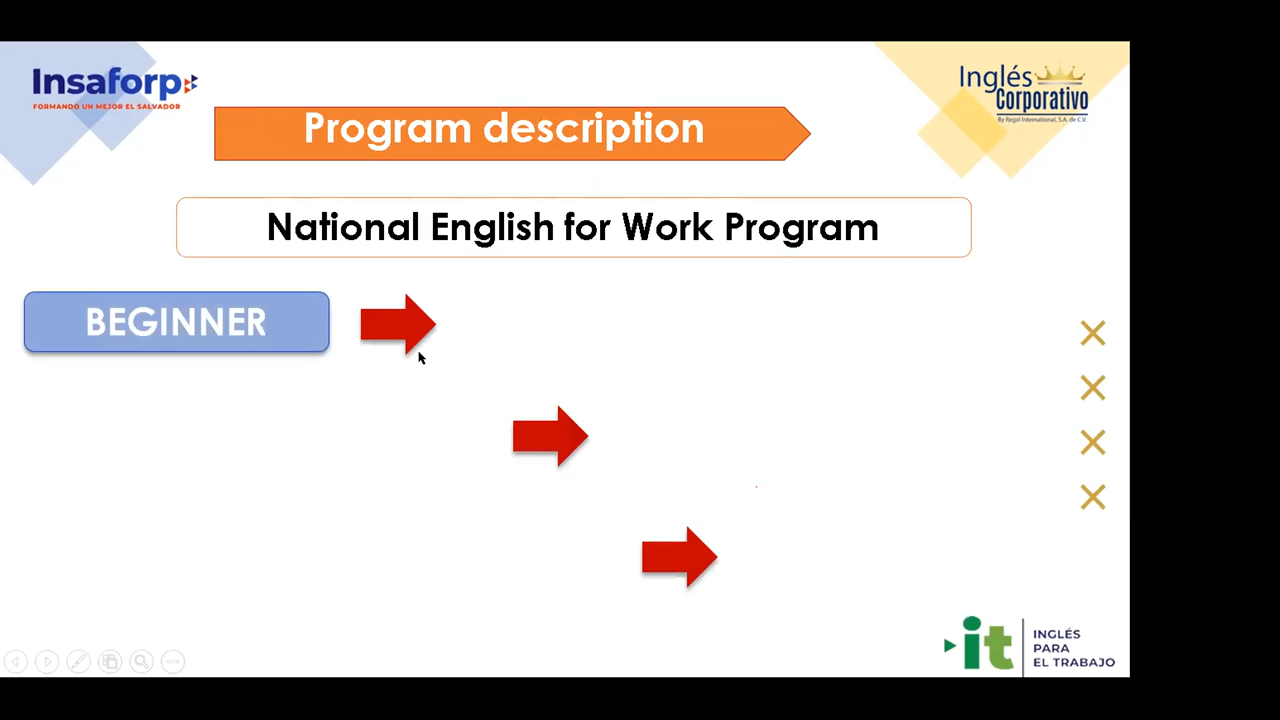 Insaforp
FORMANDO UN MEJOR EL SALVADOR
Inglés
Corporativo
By Regal International, S.A. de C.V.
Program description
National English for Work Program
BEGINNER
it
INGLÉS
PARA
EL TRABAJO